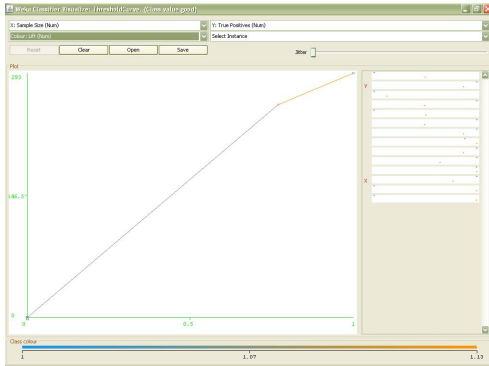 Weka Classifier Visualize: ThresholdCurve. (Class value good)
X: Sample Size (Num)
Y: True Positives (Num)
Colour: Lift (Num)
Select Instance
Reset
Clear
Open
Save
Jitter
Plot
293
146.5
0
0
0.5
1
Y
X
Class colour
1
1.07
1.13